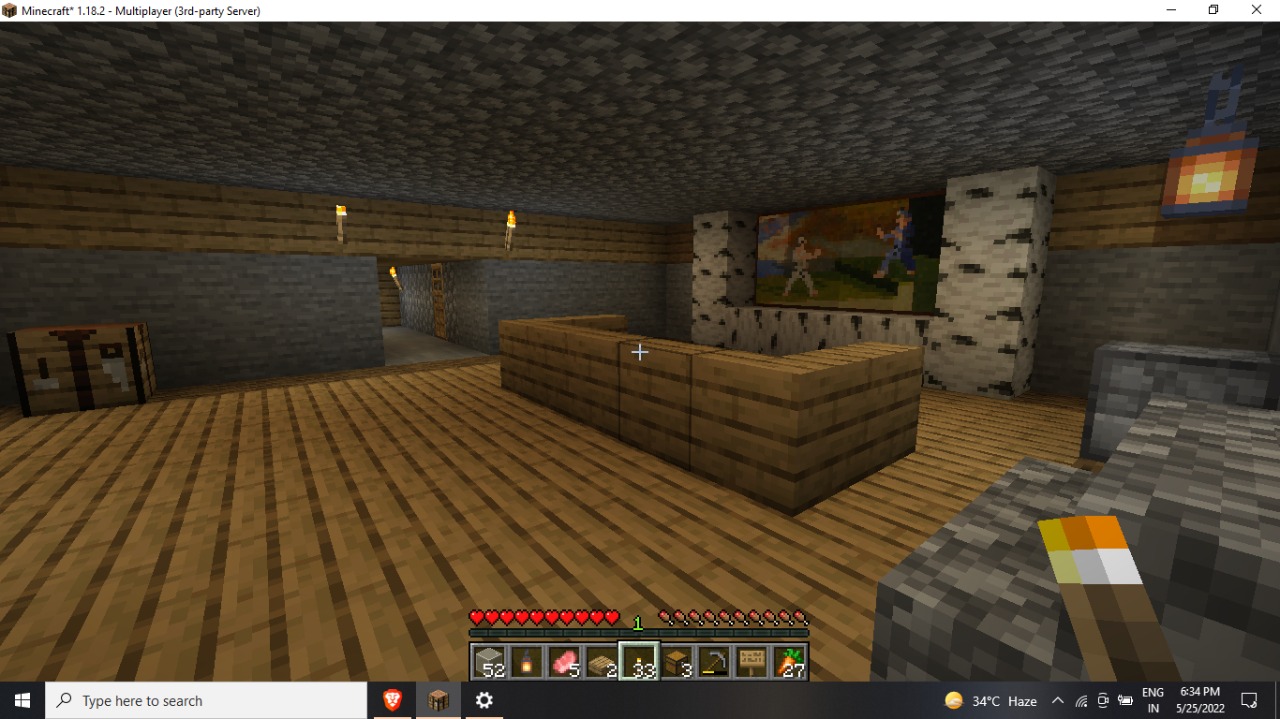 Minecraft* 1.18.2 - Multiplayer (3rd-party Server)
1
52
5
2
33
3
27
Type here to search
34°C Haze
ENG
IN
6:34 PM
5/25/2022